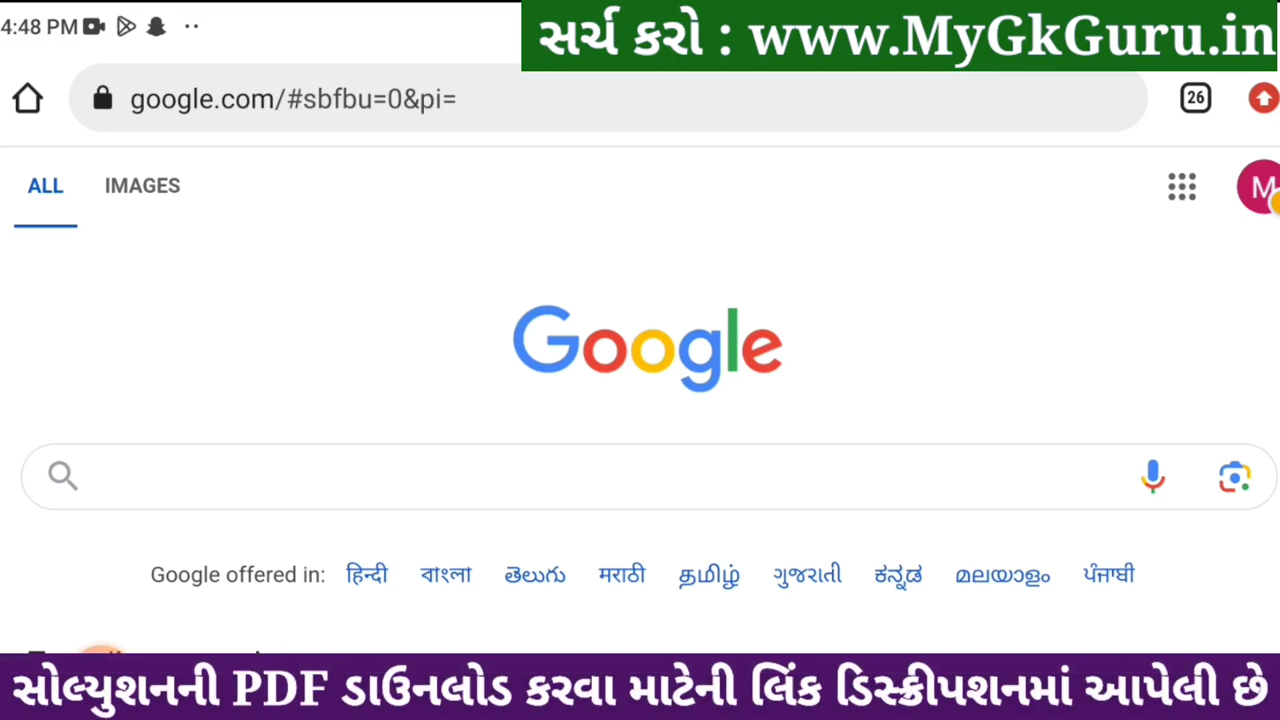 4:48 PM
સર્ચ કરો : www.MyGkGuru.in
google.com/#sbfbu=0&pi=
26
ALL IMAGES
M
Google
Google offered in: हिन्दी বাংলা తెలుగు मराठी தமிழ் ગુજરાતી ಕನ್ನಡ മലയാളം ਪੰਜਾਬੀ
સોલ્યુશનની PDF ડાઉનલોડ કરવા માટેની લિંક ડિસ્ક્રીપશનમાં આપેલી છે